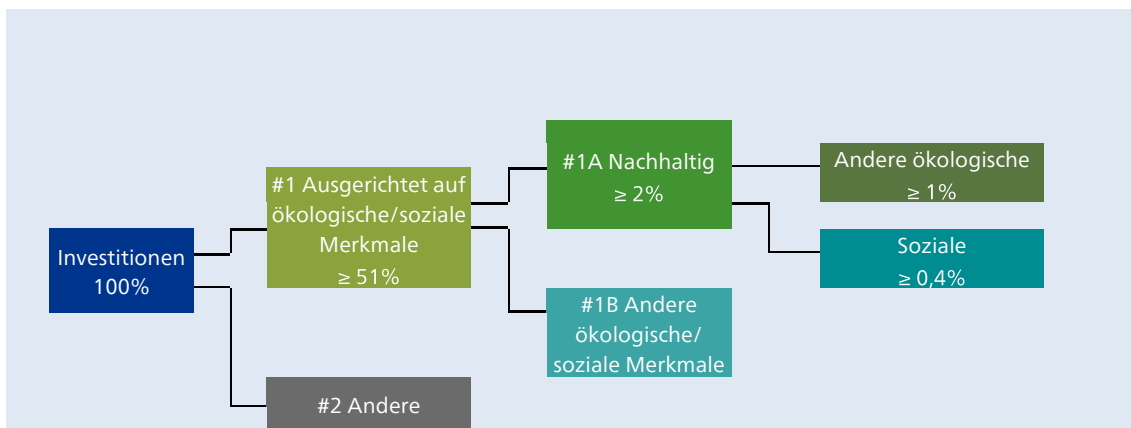 Investitionen
100%
#1 Ausgerichtet auf
ökologische/soziale
Merkmale
≥ 51%
#2 Andere
#1A Nachhaltig
≥ 2%
#1B Andere
ökologische/
soziale Merkmale
Andere ökologische
≥ 1%
Soziale
≥ 0,4%